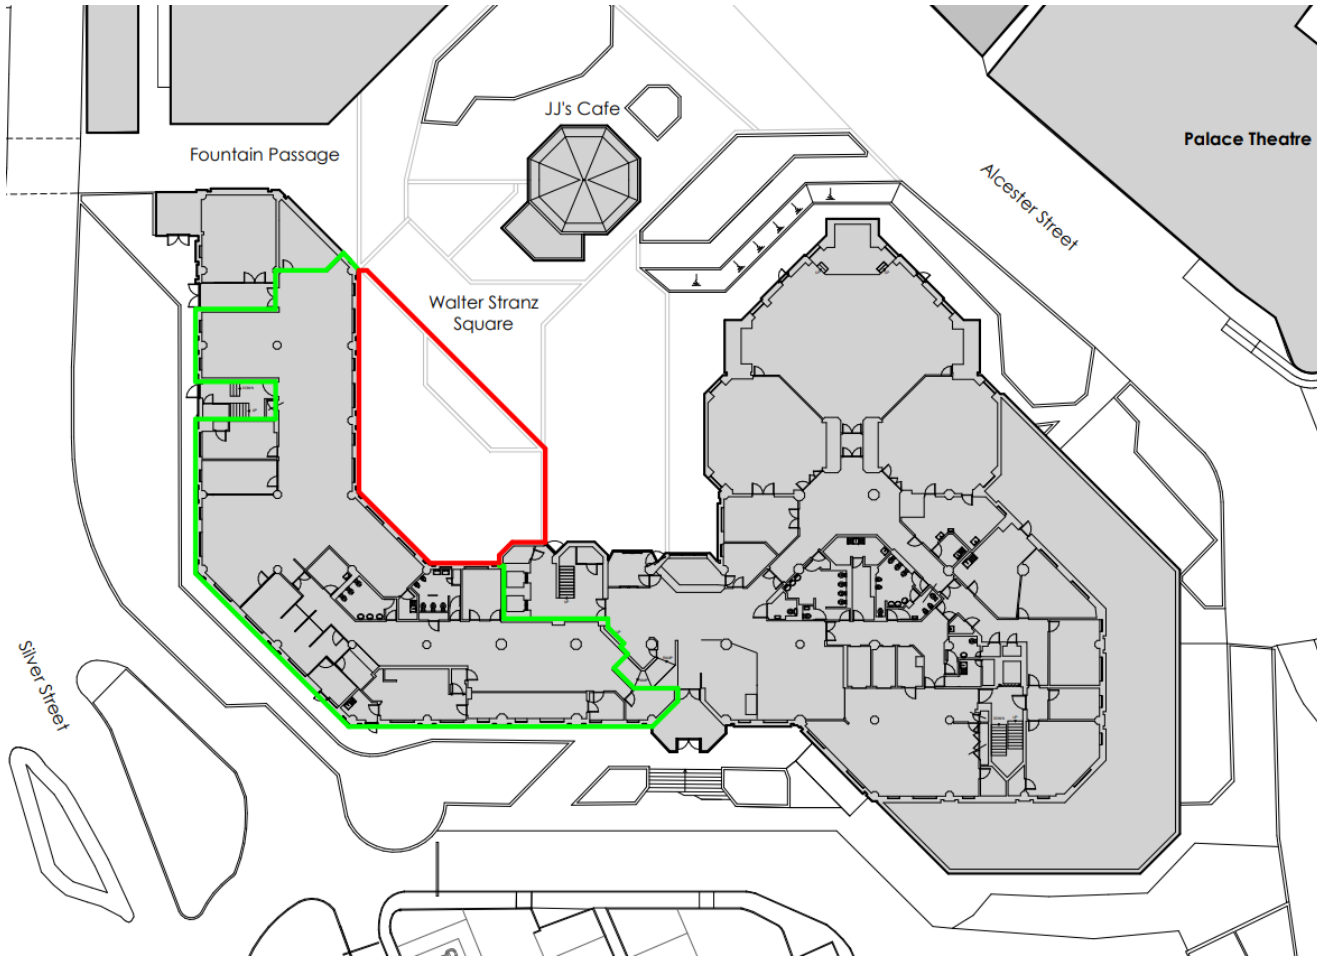 JJ's Cafe
Palace Theatre
Fountain Passage
Alcester Street
Walter Stranz
Square
Silver Street